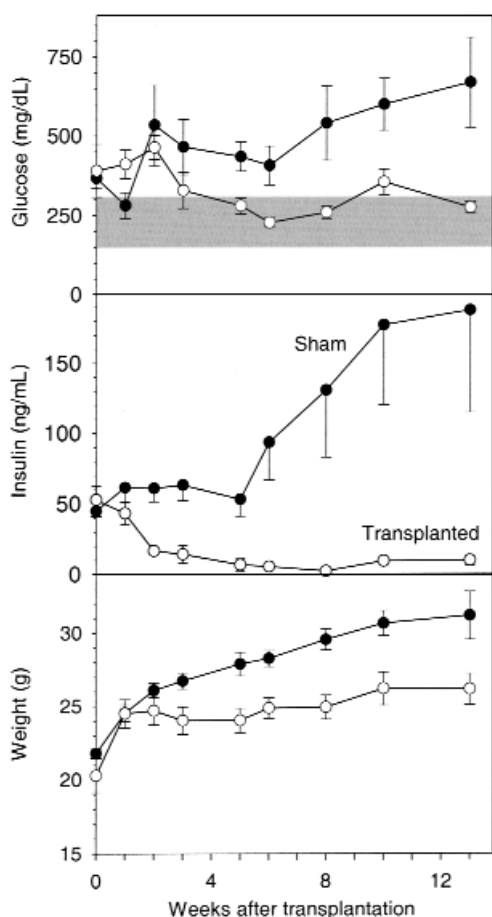 Glucose (mg/dL)
750
500
250
0
Insulin (ng/mL)
150
100
50
0
Sham
Transplanted
Weight (g)
30
25
20
15
0
4
8
12
Weeks after transplantation